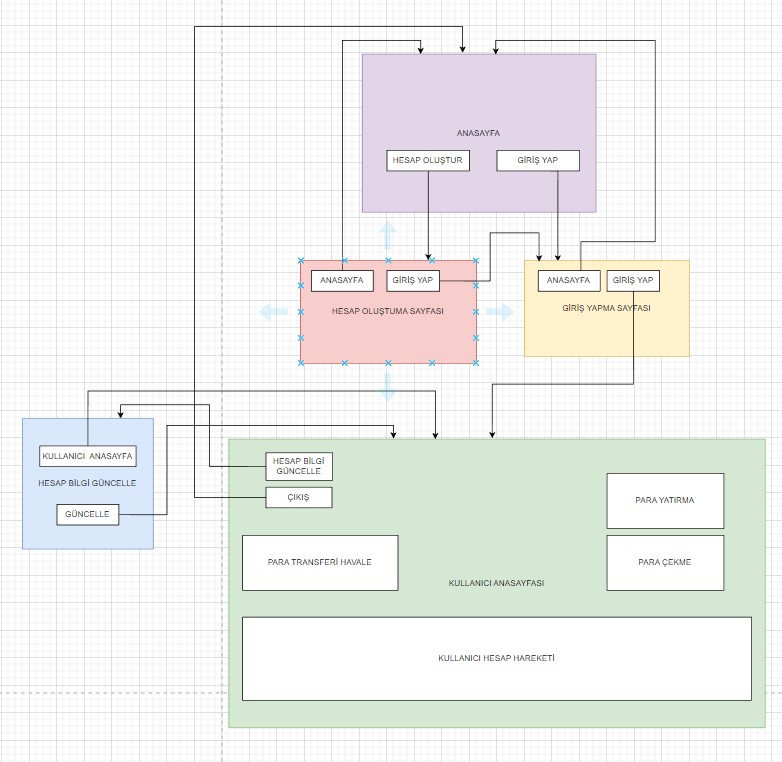 ANASAYFA
HESAP OLUŞTUR
GİRİŞ YAP
ANASAYFA
GİRİŞ YAP
HESAP OLUŞTUMA SAYFASI
ANASAYFA
GİRİŞ YAP
GİRİŞ YAPMA SAYFASI
KULLANICI ANASAYFA
HESAP BİLGİ GÜNCELLE
GÜNCELLE
HESAP BİLGİ
GÜNCELLE
ÇIKIŞ
PARA YATIRMA
PARA TRANSFERİ HAVALE
PARA ÇEKME
KULLANICI ANASAYFASI
KULLANICI HESAP HAREKETİ